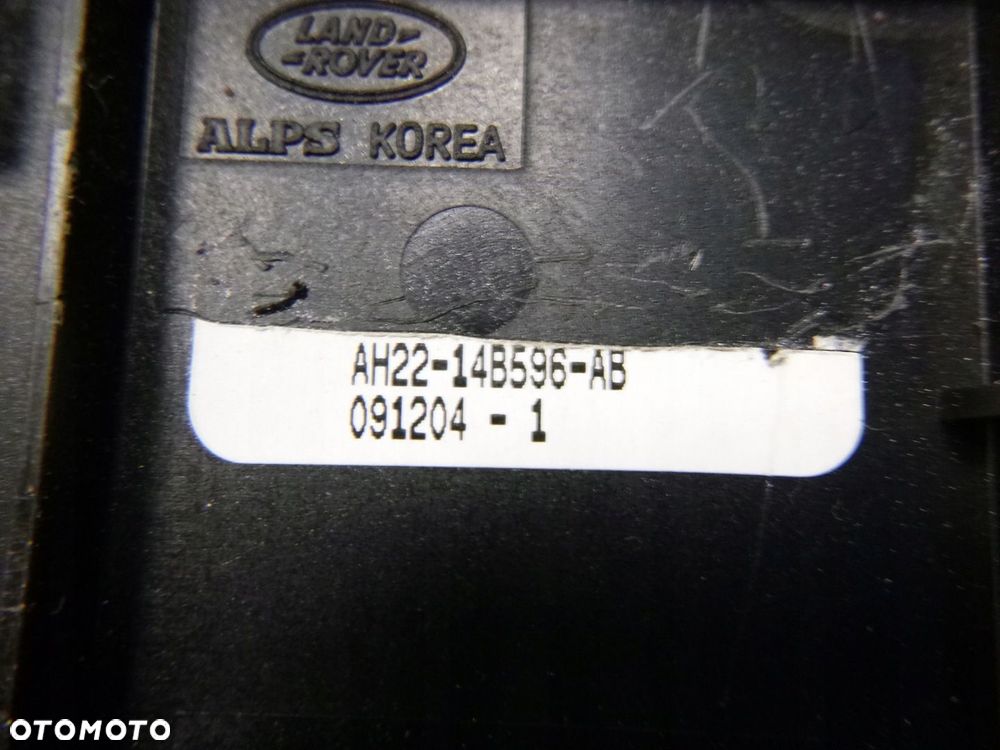 LAND
ROVER
ALPS KOREA
AH22-14B596-AB
091204 - 1
OTOMOTO